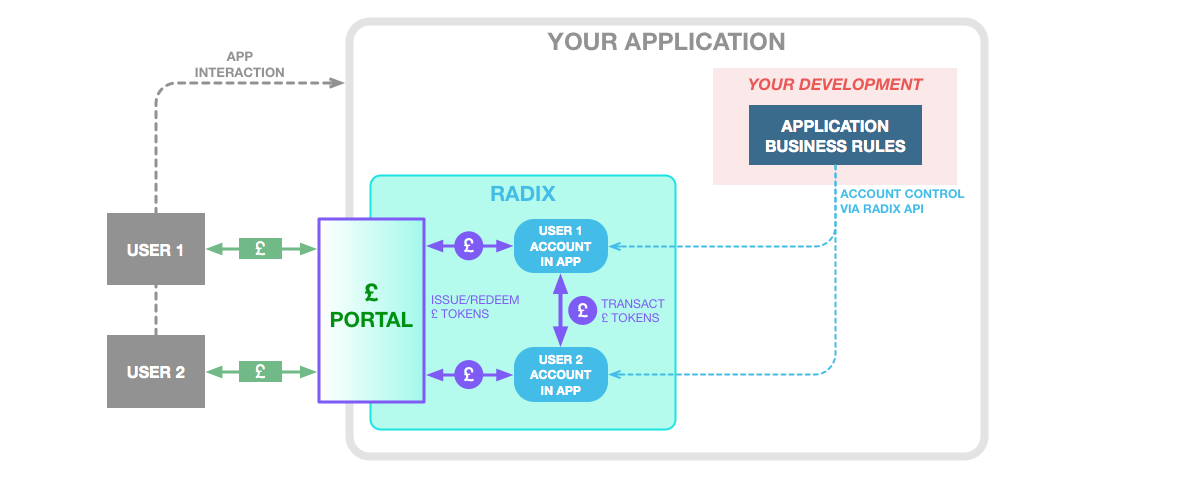 YOUR APPLICATION
APP
INTERACTION
YOUR DEVELOPMENT
APPLICATION
BUSINESS RULES
ACCOUNT CONTROL
VIA RADIX API
RADIX
USER 1
£
£
PORTAL
£
USER 1
ACCOUNT
IN APP
ISSUE/REDEEM
£ TOKENS
£
TRANSACT
£ TOKENS
USER 2
£
£
USER 2
ACCOUNT
IN APP